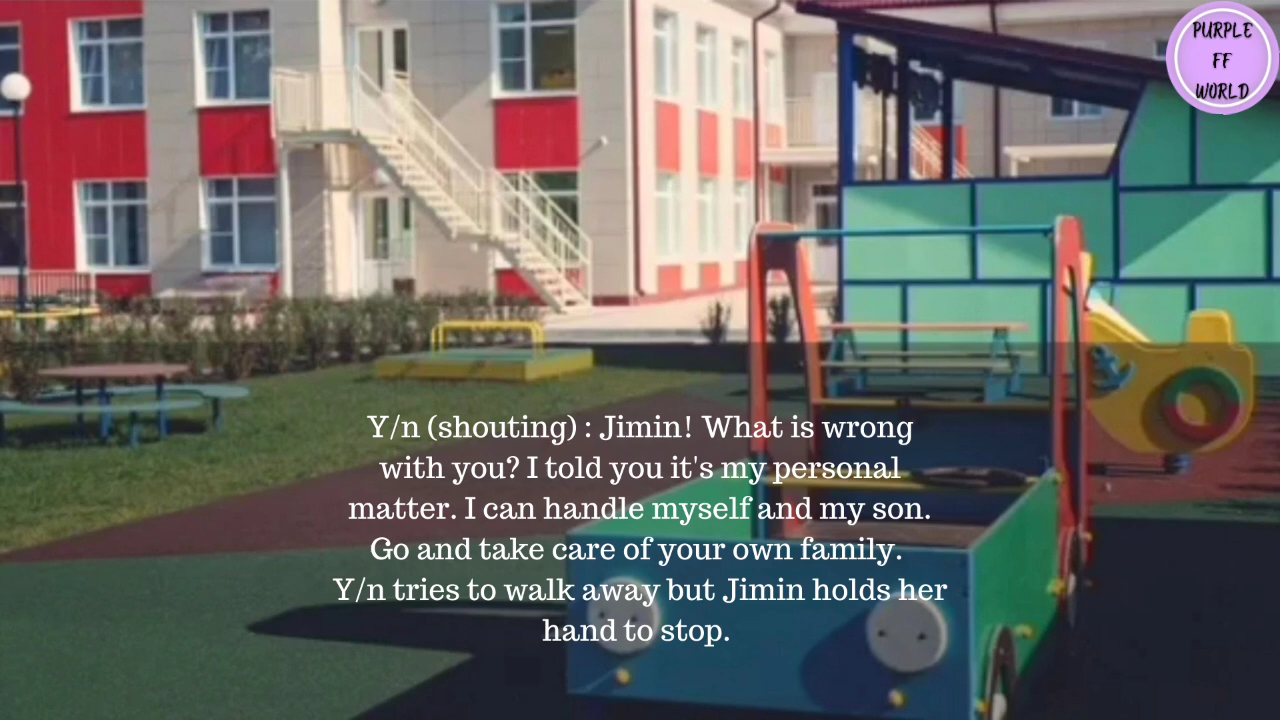 PURPLE
FF
WORLD
Y/n (shouting) : Jimin! What is wrong
with you? I told you it's my personal
matter. I can handle myself and my son.
Go and take care of your own family.
Y/n tries to walk away but Jimin holds her
hand to stop.